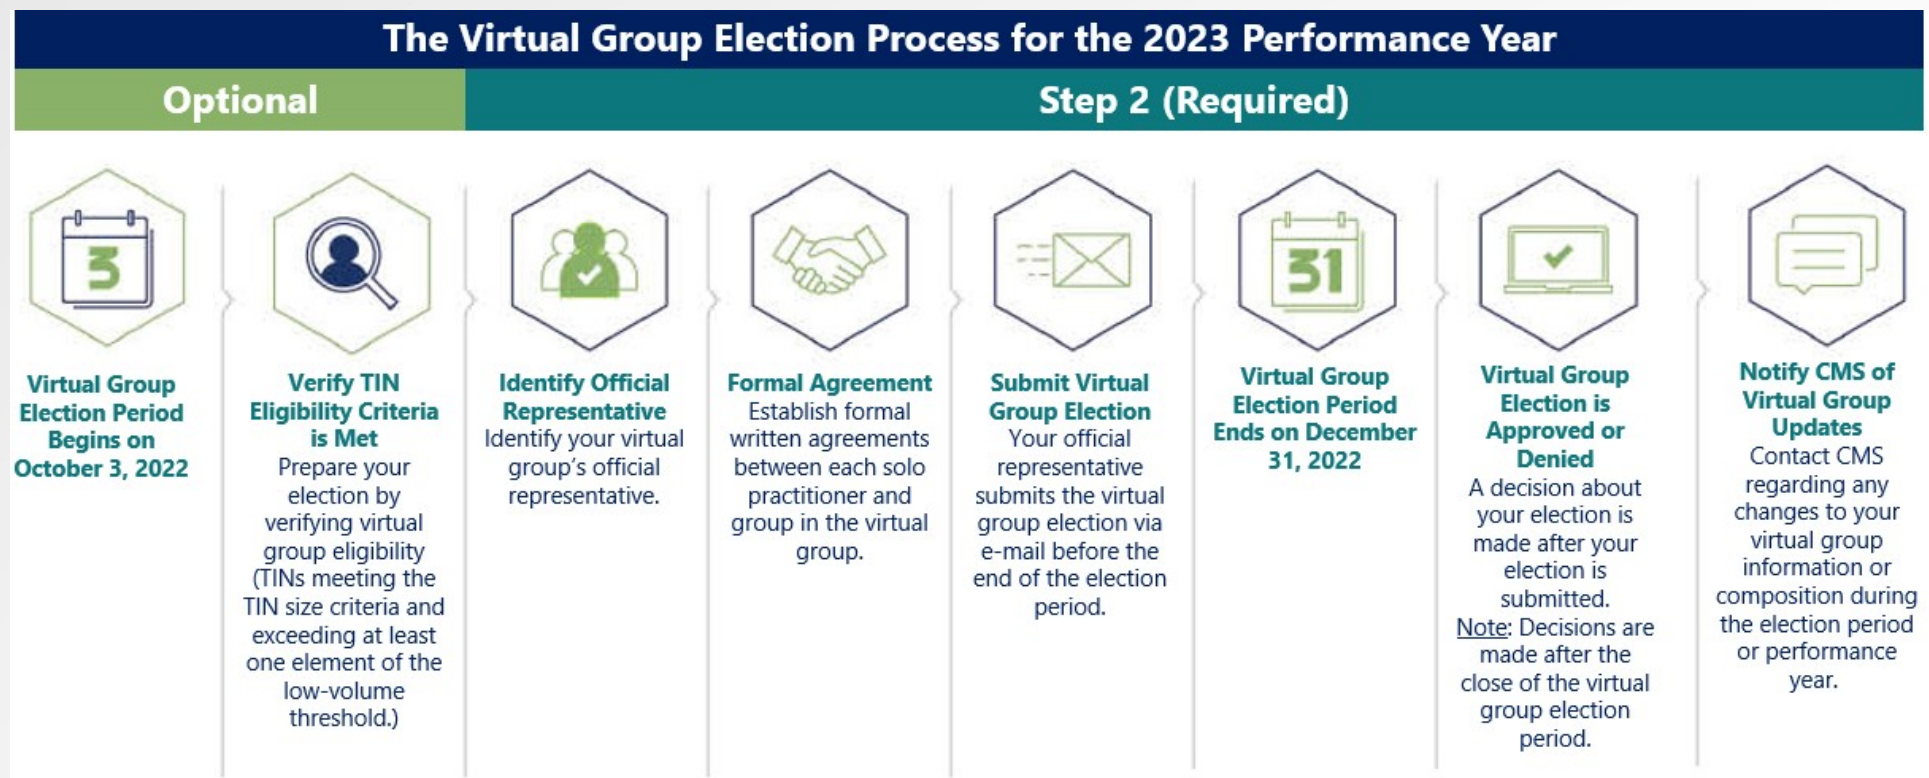 The Virtual Group Election Process for the 2023 Performance Year
Optional
Step 2 (Required)
3
Virtual Group
Election Period
Begins on
October 3, 2022
Verify TIN
Eligibility Criteria
is Met
Prepare your
election by
verifying virtual
group eligibility
(TINs meeting the
TIN size criteria and
exceeding at least
one element of the
low-volume
threshold.)
Identify Official
Representative
Identify your virtual
group's official
representative.
Formal Agreement
Establish formal
written agreements
between each solo
practitioner and
group in the virtual
group.
Submit Virtual
Group Election
Your official
representative
submits the virtual
group election via
e-mail before the
end of the election
period.
31
Virtual Group
Election Period
Ends on December
31, 2022
Virtual Group
Election is
Approved or
Denied
A decision about
your election is
made after your
election is
submitted.
Note: Decisions are
made after the
close of the virtual
group election
period.
Notify CMS of
Virtual Group
Updates
Contact CMS
regarding any
changes to your
virtual group
information or
composition during
the election period
or performance
year.